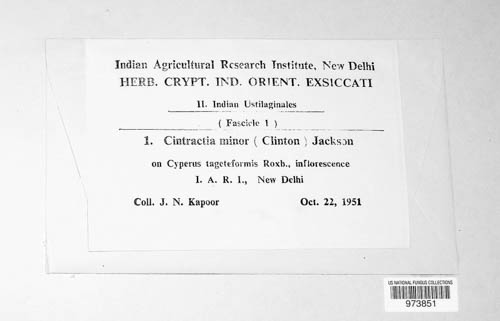 Indian Agricultural Research Institute, New Delhi
HERB. CRYPT. IND. ORIENT. EXSICCATI
II. Indian Ustilaginales
( Fascicle 1 )
1. Cintractia minor ( Clinton ) Jackson
on Cyperus tageteformis Roxb., inflorescence
I. A. R. I., New Delhi
Coll. J. N. Kapoor Oct. 22, 1951
US NATIONAL FUNGUS COLLECTIONS
973851